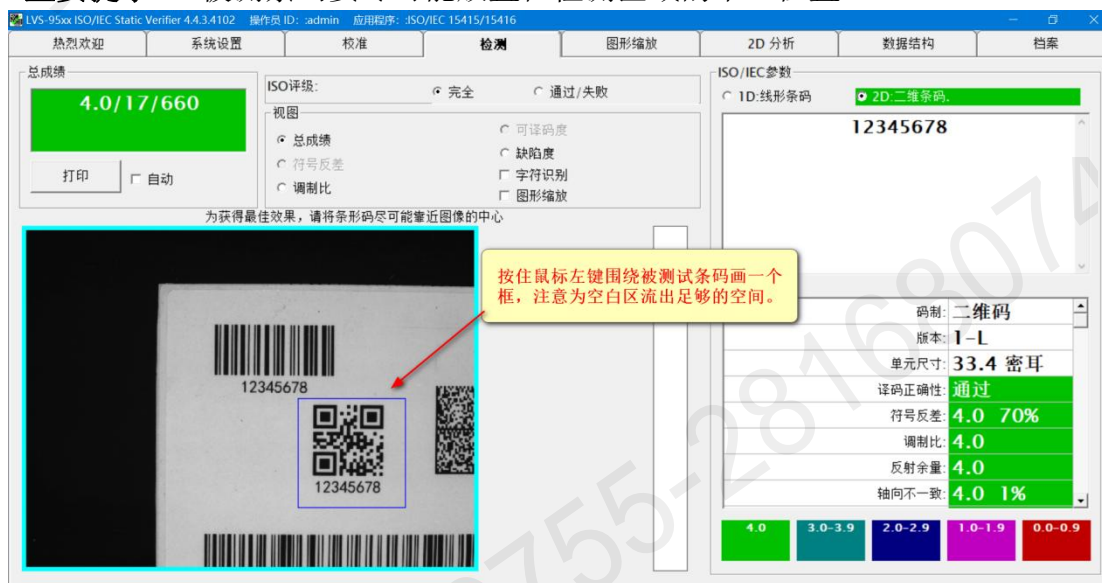 LVS-95xx ISO/IEC Static Verifier 4.4.3.4102 操作员 ID: :admin 应用程序: :ISO/IEC 15415/15416
热烈欢迎 系统设置 校准 检测 图形缩放 2D 分析 数据结构 档案
总成绩
4.0/17/660
打印
自动
ISO评级:
完全
通过/失败
视图
总成绩
符号反差
调制比
可译码度
缺陷度
字符识别
图形缩放
为获得最佳效果，请将条形码尽可能靠近图像的中心
按住鼠标左键围绕被测试条码画一个
框，注意为空白区流出足够的空间。
12345678
12345678
ISO/IEC参数
1D:线形条码
2D:二维条码.
12345678
码制: 二维码
版本: 1-L
单元尺寸: 33.4 密耳
译码正确性: 通过
符号反差: 4.0 70%
调制比: 4.0
反射余量: 4.0
轴向不一致: 4.0 1%
4.0 3.0-3.9 2.0-2.9 1.0-1.9 0.0-0.9